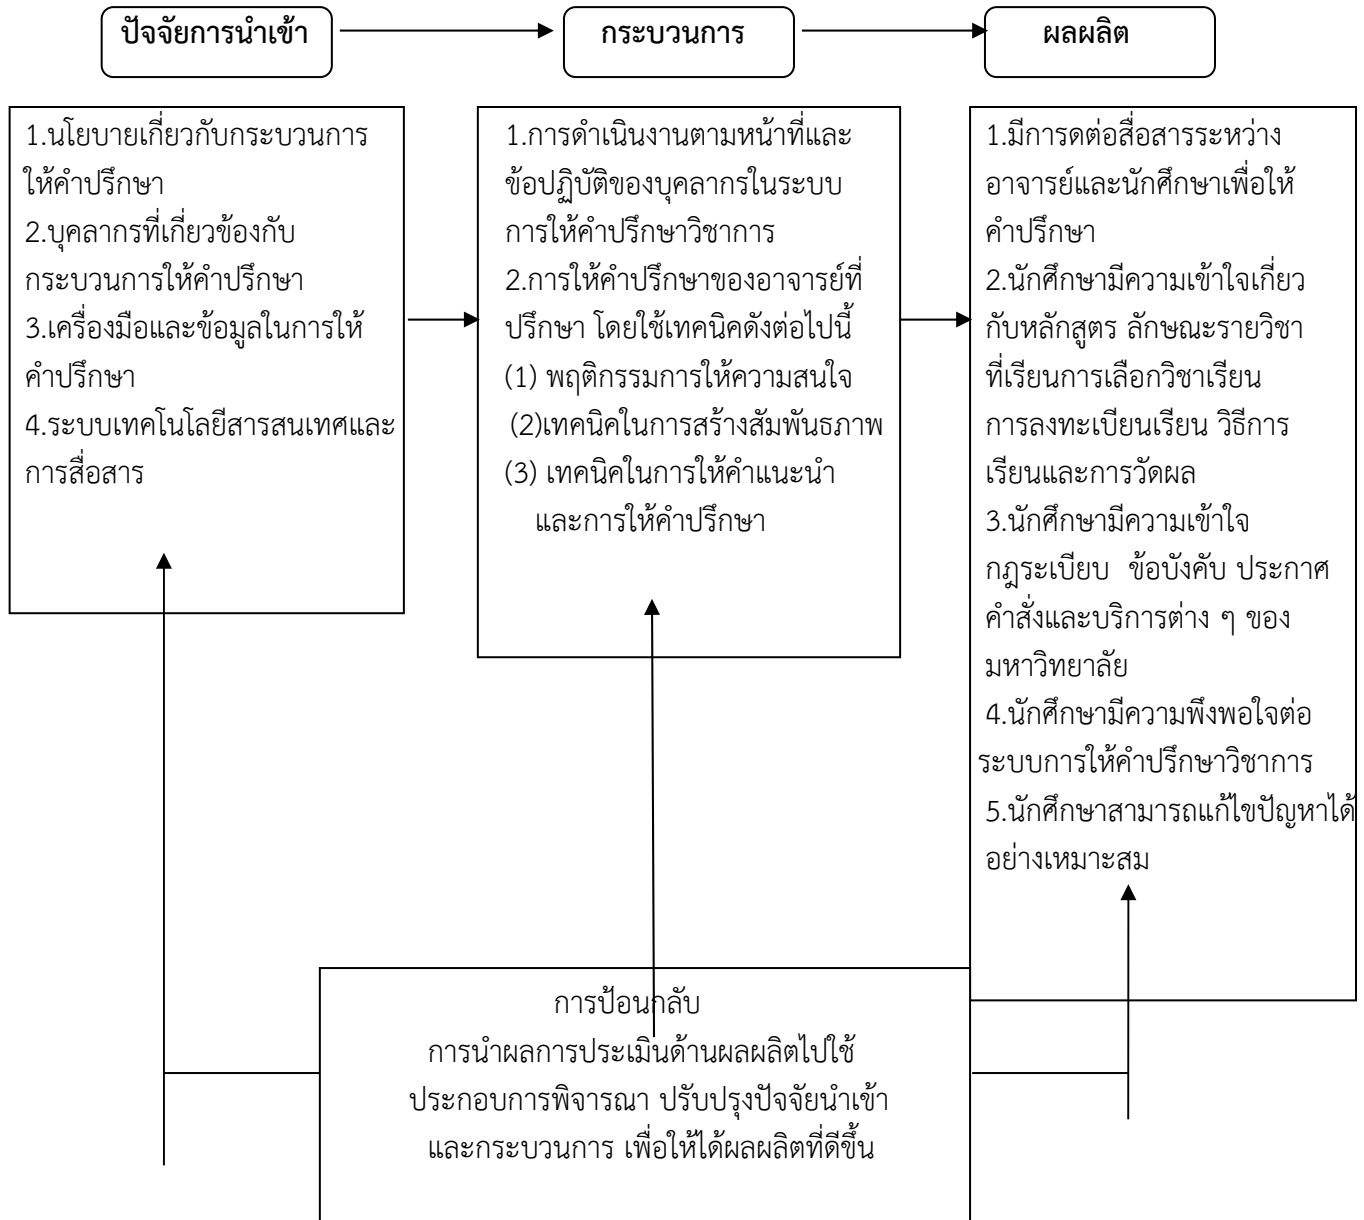 ปัจจัยการนำเข้า
กระบวนการ
ผลผลิต
1.นโยบายเกี่ยวกับกระบวนการ
ให้คำปรึกษา
2.บุคลากรที่เกี่ยวข้องกับ
กระบวนการให้คำปรึกษา
3.เครื่องมือและข้อมูลในการให้
คำปรึกษา
4.ระบบเทคโนโลยีสารสนเทศและ
การสื่อสาร
1.การดำเนินงานตามหน้าที่และ
ข้อปฏิบัติของบุคลากรในระบบ
การให้คำปรึกษาวิชาการ
2.การให้คำปรึกษาของอาจารย์ที่
ปรึกษา โดยใช้เทคนิคดังต่อไปนี้
(1) พฤติกรรมการให้ความสนใจ
(2)เทคนิคในการสร้างสัมพันธภาพ
(3) เทคนิคในการให้คำแนะนำ
และการให้คำปรึกษา
1.มีการดต่อสื่อสารระหว่าง
อาจารย์และนักศึกษาเพื่อให้
คำปรึกษา
2.นักศึกษามีความเข้าใจเกี่ยว
กับหลักสูตร ลักษณะรายวิชา
ที่เรียนการเลือกวิชาเรียน
การลงทะเบียนเรียน วิธีการ
เรียนและการวัดผล
3.นักศึกษามีความเข้าใจ
กฎระเบียบ ข้อบังคับ ประกาศ
คำสั่งและบริการต่าง ๆ ของ
มหาวิทยาลัย
4.นักศึกษามีความพึงพอใจต่อ
ระบบการให้คำปรึกษาวิชาการ
5.นักศึกษาสามารถแก้ไขปัญหาได้
อย่างเหมาะสม
การป้อนกลับ
การนำผลการประเมินด้านผลผลิตไปใช้
ประกอบการพิจารณา ปรับปรุงปัจจัยนำเข้า
และกระบวนการ เพื่อให้ได้ผลผลิตที่ดีขึ้น